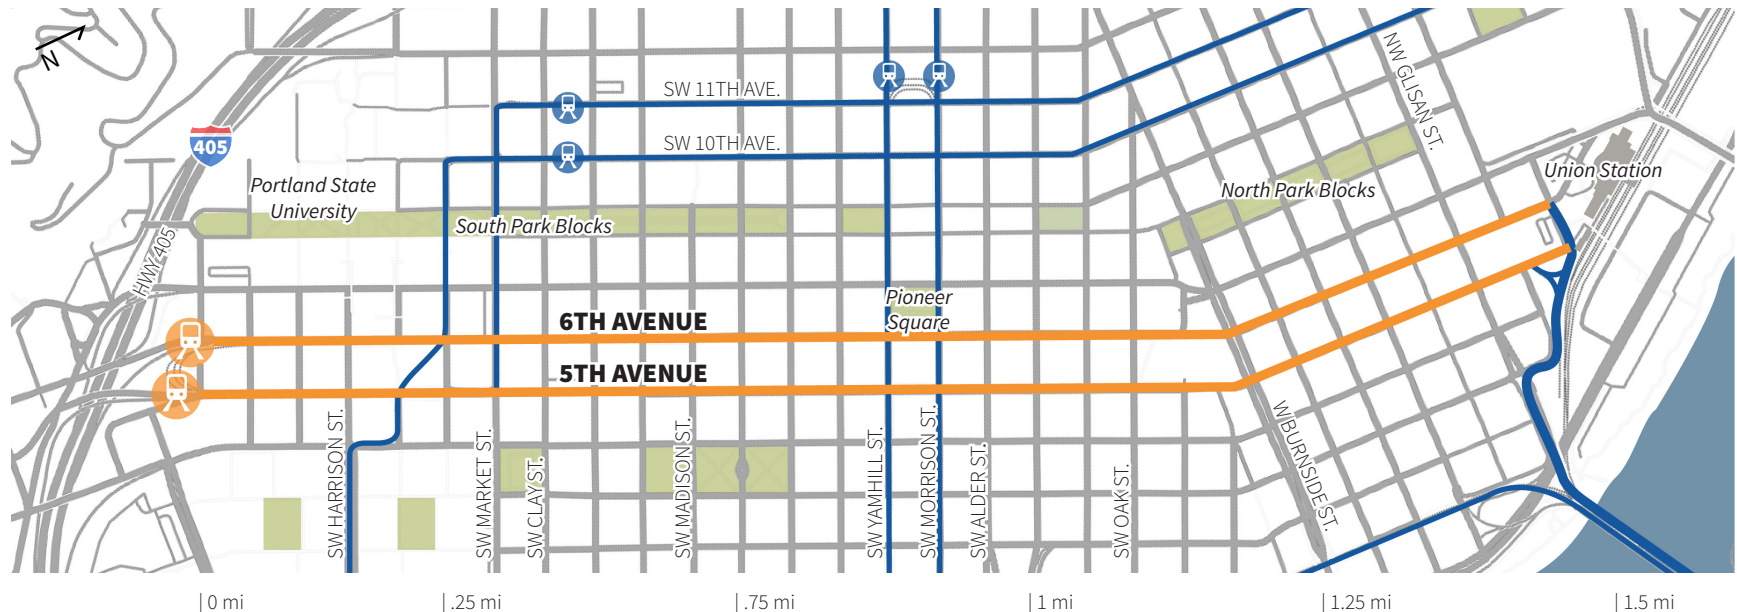 N
405
SW 11TH AVE.
SW 10TH AVE.
NW GLISAN ST.
Portland State
University
South Park Blocks
North Park Blocks
Union Station
HWY 405
Pioneer
Square
6TH AVENUE
5TH AVENUE
SW HARRISON ST.
SW MARKET ST.
SW CLAY ST.
SW MADISON ST.
SW YAMHILL ST.
SW MORRISON ST.
SW ALDER ST.
SW OAK ST.
W BURNSIDE ST.
|0 mi |.25 mi |.75 mi |1 mi |1.25 mi |1.5 mi